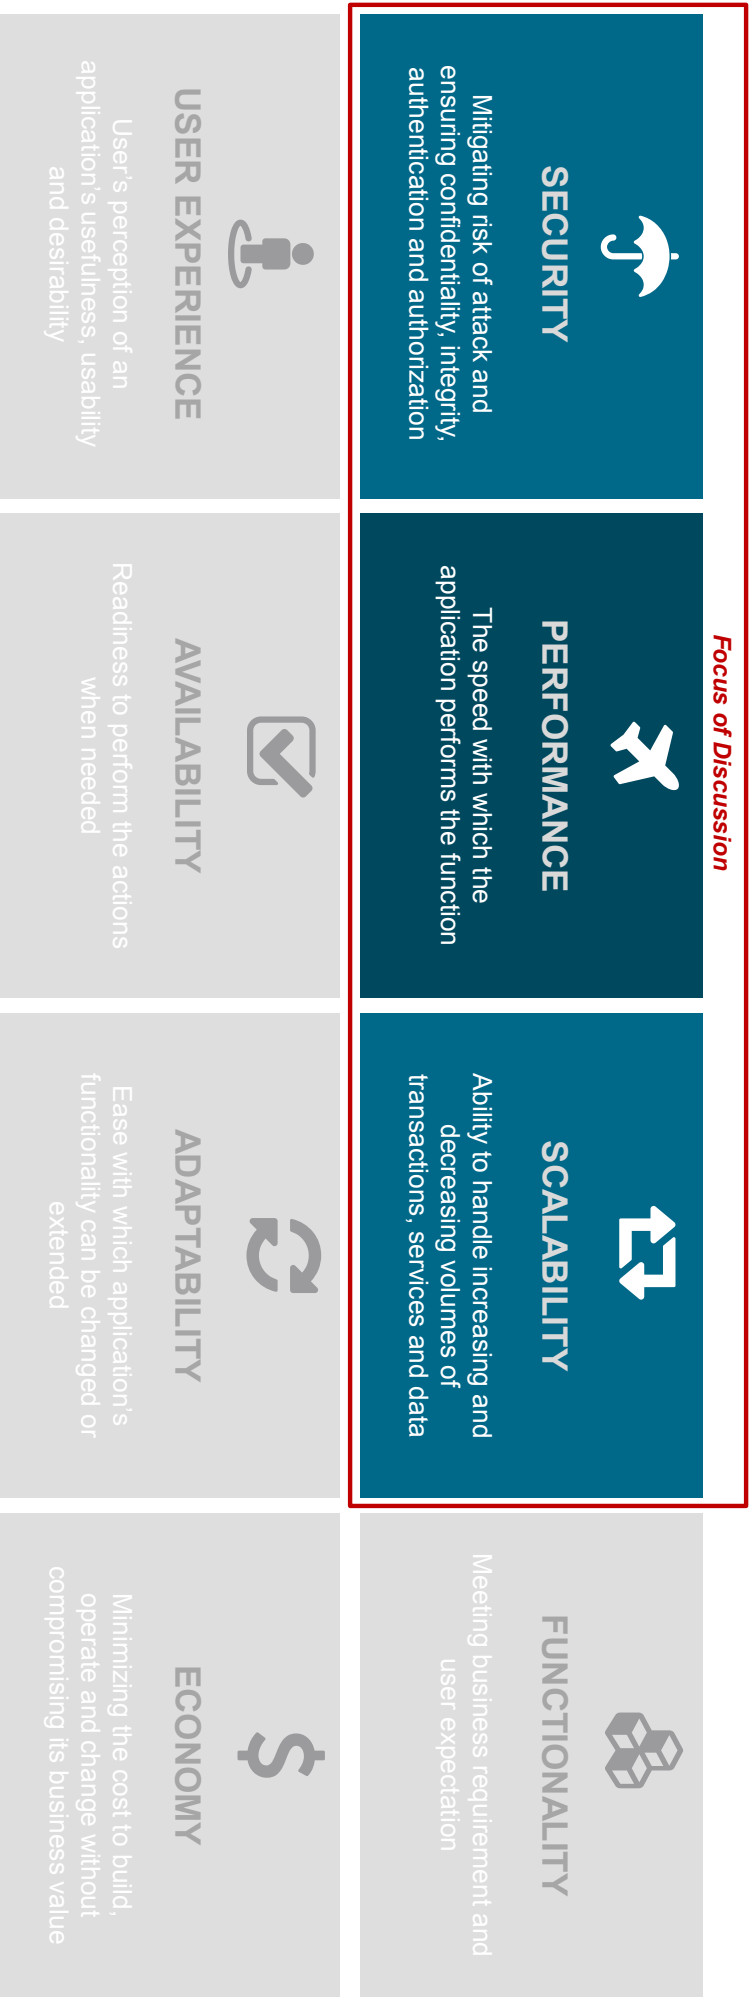 Focus of Discussion
SECURITY
Mitigating risk of attack and
ensuring confidentiality, integrity,
authentication and authorization
PERFORMANCE
The speed with which the
application performs the function
SCALABILITY
Ability to handle increasing and
decreasing volumes of
transactions, services and data
FUNCTIONALITY
Meeting business requirement and
user expectation
USER EXPERIENCE
User's perception of an
application's usefulness, usability
and desirability
AVAILABILITY
Readiness to perform the actions
when needed
ADAPTABILITY
Ease with which application's
functionality can be changed or
extended
ECONOMY
Minimizing the cost to build,
operate and change without
compromising its business value